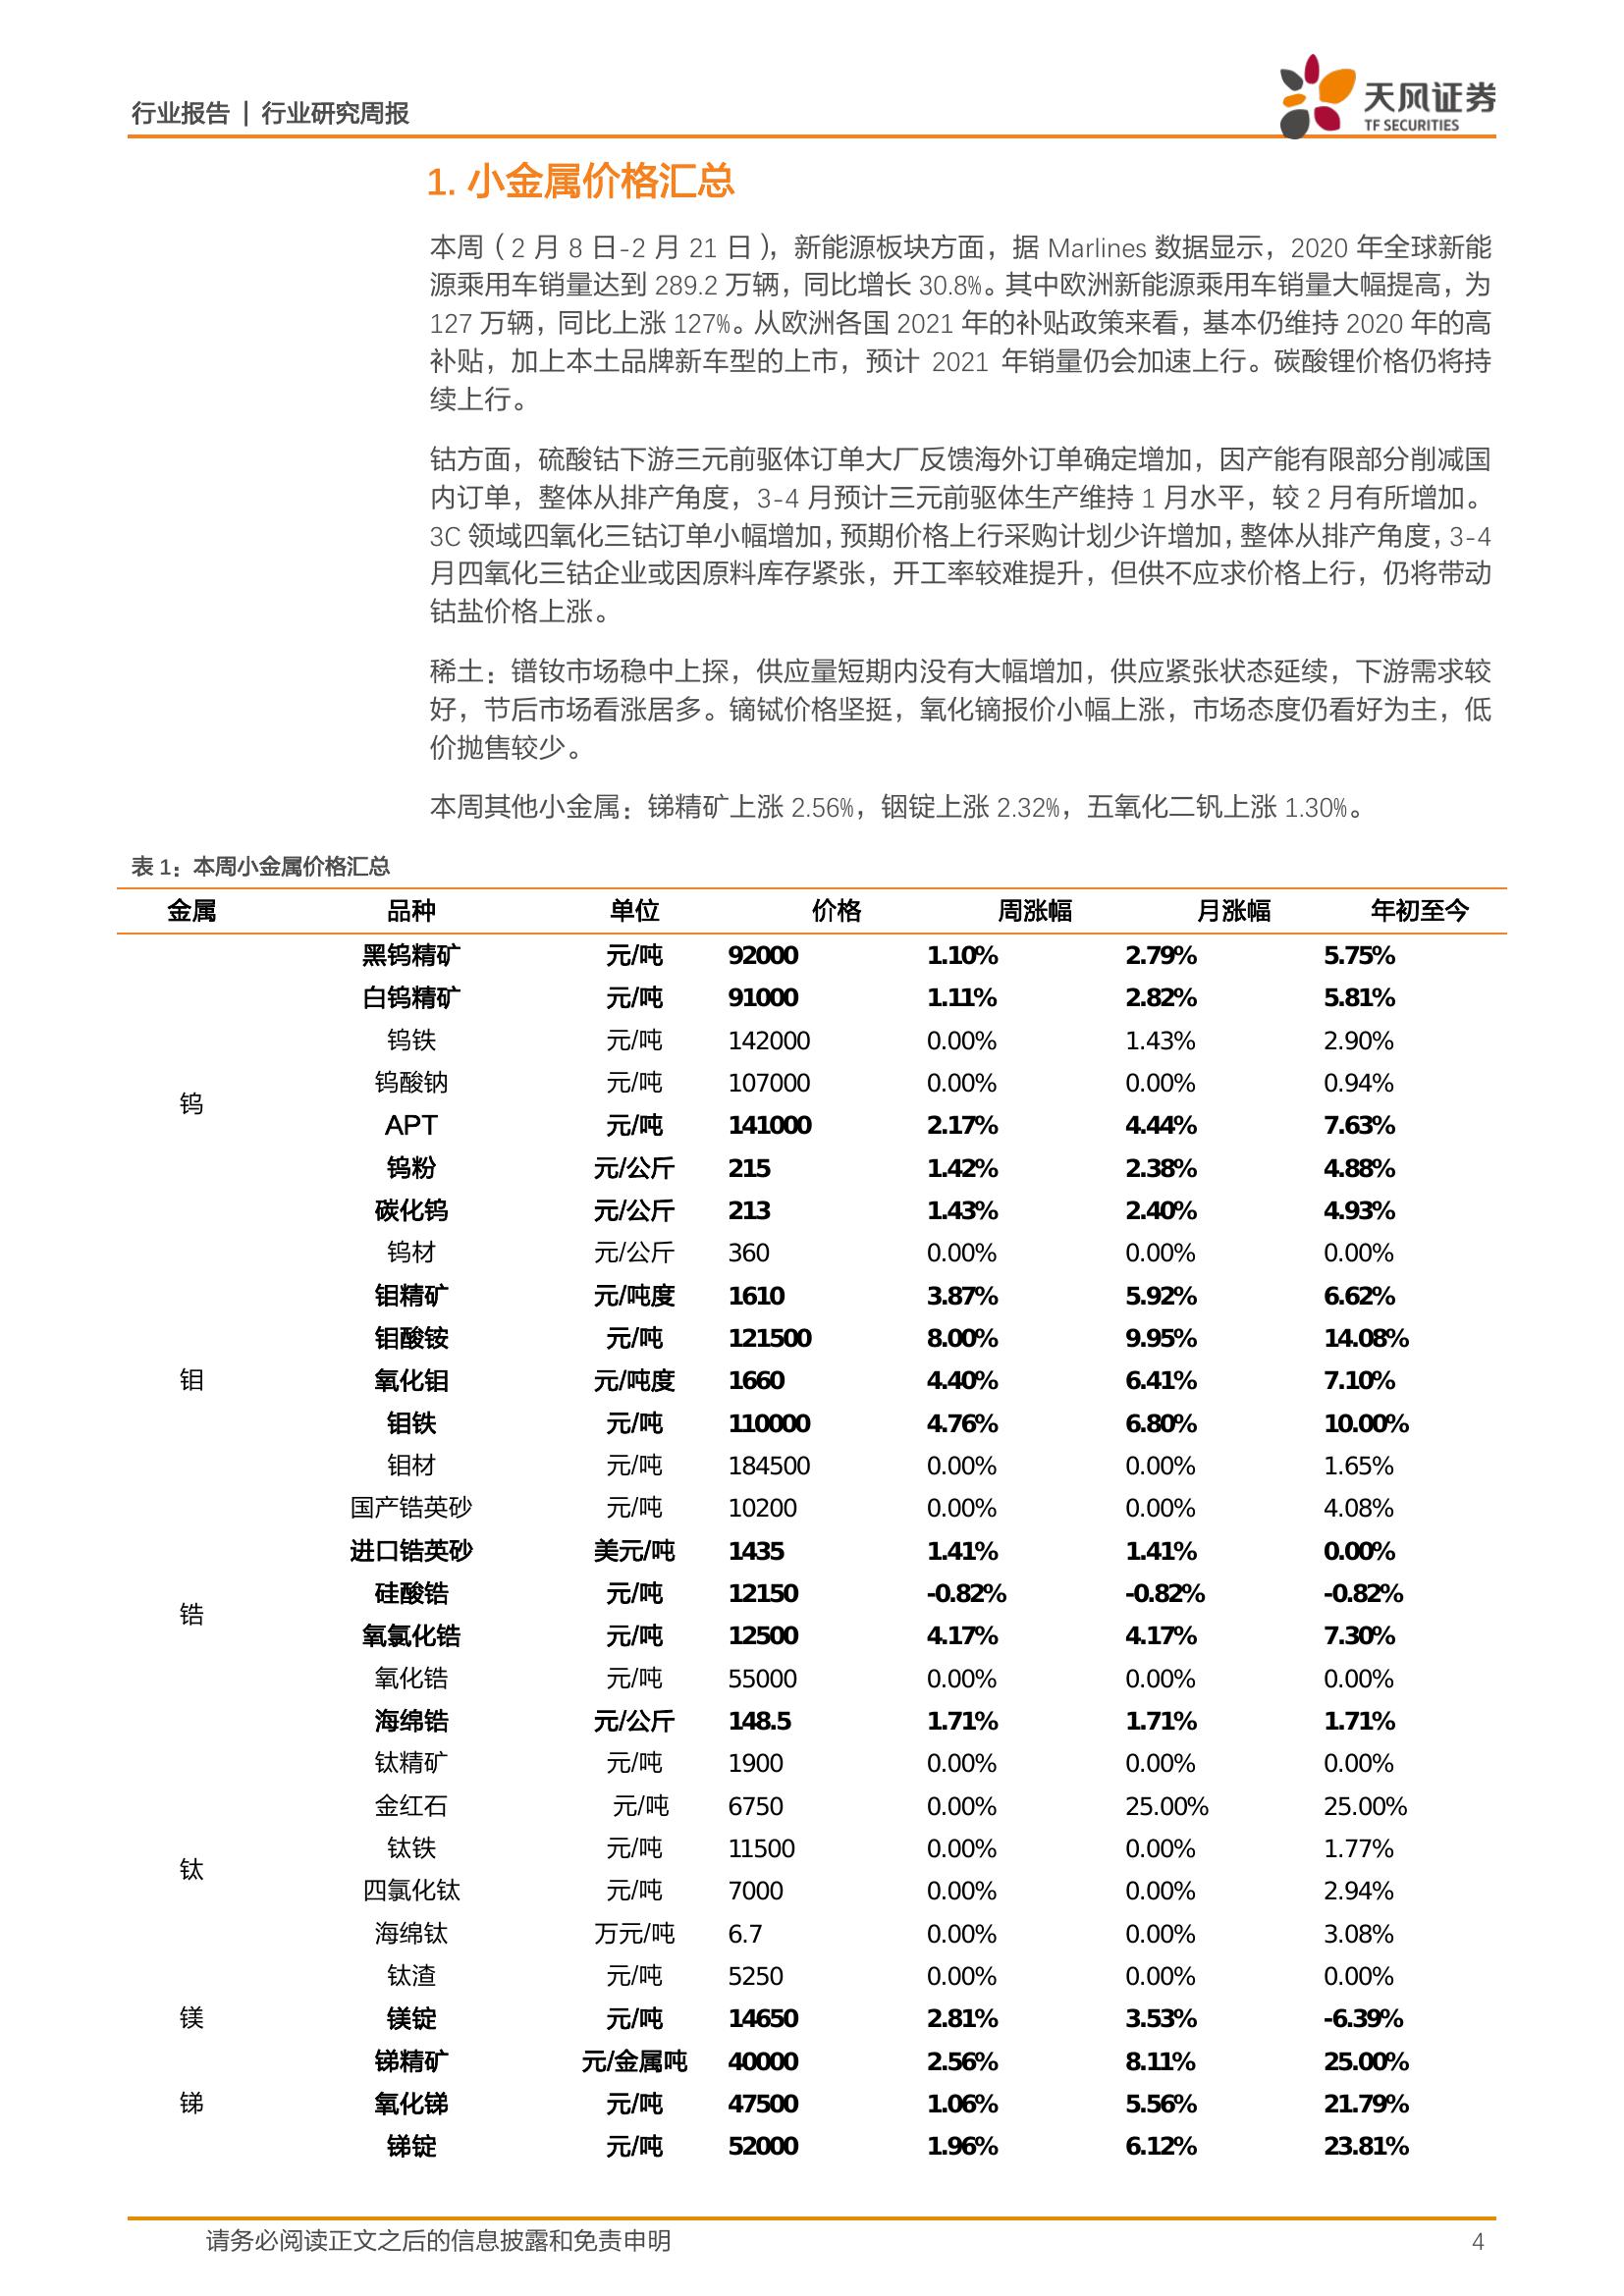 行业报告 | 行业研究周报
天风证券
TF SECURITIES
1. 小金属价格汇总
本周（2 月 8 日-2 月 21 日），新能源板块方面，据 Marlines 数据显示，2020 年全球新能
源乘用车销量达到 289.2 万辆，同比增长 30.8%。其中欧洲新能源乘用车销量大幅提高，为
127 万辆，同比上涨 127%。从欧洲各国 2021 年的补贴政策来看，基本仍维持 2020 年的高
补贴，加上本土品牌新车型的上市，预计 2021 年销量仍会加速上行。碳酸锂价格仍将持
续上行。
钴方面，硫酸钴下游三元前驱体订单大厂反馈海外订单确定增加，因产能有限部分削减国
内订单，整体从排产角度，3-4 月预计三元前驱体生产维持 1 月水平，较 2 月有所增加。
3C 领域四氧化三钴订单小幅增加，预期价格上行采购计划少许增加，整体从排产角度，3-4
月四氧化三钴企业或因原料库存紧张，开工率较难提升，但供不应求价格上行，仍将带动
钴盐价格上涨。
稀土：镨钕市场稳中上探，供应量短期内没有大幅增加，供应紧张状态延续，下游需求较
好，节后市场看涨居多。镝铽价格坚挺，氧化镝报价小幅上涨，市场态度仍看好为主，低
价抛售较少。
本周其他小金属：锑精矿上涨 2.56%，铟锭上涨 2.32%，五氧化二钒上涨 1.30%。
表 1：本周小金属价格汇总
金属 品种 单位 价格 周涨幅 月涨幅 年初至今
黑钨精矿 元/吨 92000 1.10% 2.79% 5.75%
白钨精矿 元/吨 91000 1.11% 2.82% 5.81%
钨铁 元/吨 142000 0.00% 1.43% 2.90%
钨酸钠 元/吨 107000 0.00% 0.00% 0.94%
钨
APT 元/吨 141000 2.17% 4.44% 7.63%
钨粉 元/公斤 215 1.42% 2.38% 4.88%
碳化钨 元/公斤 213 1.43% 2.40% 4.93%
钨材 元/公斤 360 0.00% 0.00% 0.00%
钼精矿 元/吨度 1610 3.87% 5.92% 6.62%
钼酸铵 元/吨 121500 8.00% 9.95% 14.08%
钼 氧化钼 元/吨度 1660 4.40% 6.41% 7.10%
钼铁 元/吨 110000 4.76% 6.80% 10.00%
钼材 元/吨 184500 0.00% 0.00% 1.65%
国产锆英砂 元/吨 10200 0.00% 0.00% 4.08%
进口锆英砂 美元/吨 1435 1.41% 1.41% 0.00%
硅酸锆 元/吨 12150 -0.82% -0.82% -0.82%
锆
氧氯化锆 元/吨 12500 4.17% 4.17% 7.30%
氧化锆 元/吨 55000 0.00% 0.00% 0.00%
海绵锆 元/公斤 148.5 1.71% 1.71% 1.71%
钛精矿 元/吨 1900 0.00% 0.00% 0.00%
金红石 元/吨 6750 0.00% 25.00% 25.00%
钛铁 元/吨 11500 0.00% 0.00% 1.77%
钛
四氯化钛 元/吨 7000 0.00% 0.00% 2.94%
海绵钛 万元/吨 6.7 0.00% 0.00% 3.08%
钛渣 元/吨 5250 0.00% 0.00% 0.00%
镁 镁锭 元/吨 14650 2.81% 3.53% -6.39%
锑精矿 元/金属吨 40000 2.56% 8.11% 25.00%
锑 氧化锑 元/吨 47500 1.06% 5.56% 21.79%
锑锭 元/吨 52000 1.96% 6.12% 23.81%
请务必阅读正文之后的信息披露和免责申明 4